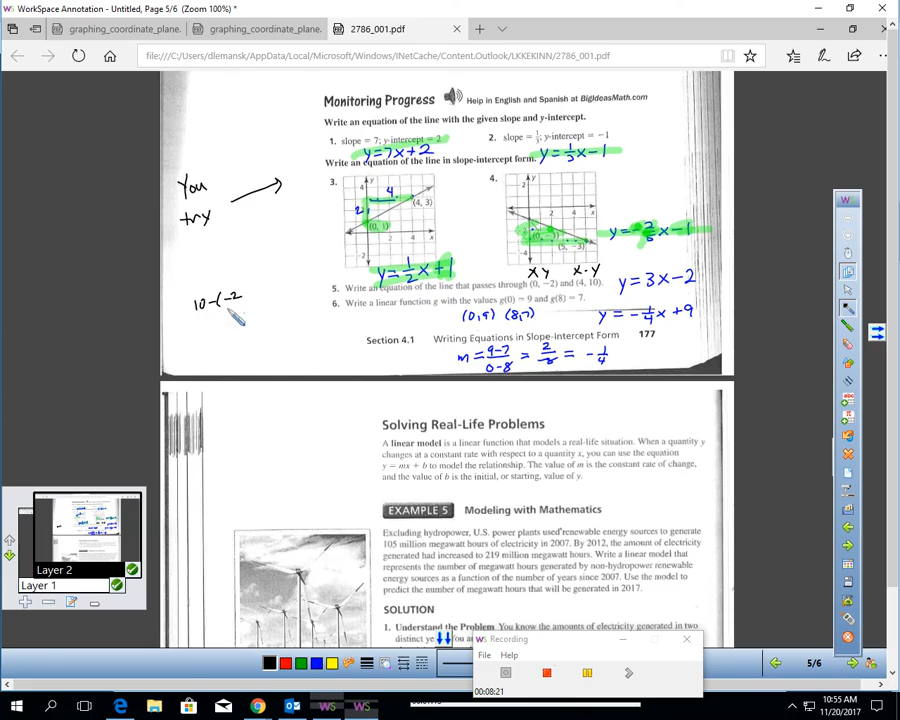 WorkSpace Annotation - Page 5/6 (Zoom: 200%)
graphing_coordinate_plane.
graphing_coordinate_plane.
2786_001.pdf
file:///C:/Users/dlemansk/AppData/Local/Microsoft/Windows/INetCache/Content.Outlook/LKKEKINN/2786_001.pdf
Monitoring Progress
Help in English and Spanish at BigIdeasMath.com
Write an equation of the line with the given slope and y-intercept.
1. slope = 7; y-intercept = 2
2. slope = 1/3; y-intercept = −1
y=7x+2
y=1/3x-1
Write an equation of the line in slope-intercept form.
You
try
3.
4
2
(4, 3)
(0, 1)
2
4
x
y
y=1/2x+1
4.
2
y
2
x
(0, −1)
(5, −3)
−4
y=-2/5x-1
x y
x y
5. Write an equation of the line that passes through (0, −2) and (4, 10).
y=3x-2
6. Write a linear function g with the values g(0) = 9 and g(8) = 7.
(0,9) (8,7)
y=-1/4x+9
10-(-2
Section 4.1 Writing Equations in Slope-Intercept Form 177
m=9-7/0-8=2/-8=-1/4
Solving Real-Life Problems
A linear model is a linear function that models a real-life situation. When a quantity y
changes at a constant rate with respect to a quantity x, you can use the equation
y = mx + b to model the relationship. The value of m is the constant rate of change,
and the value of b is the initial, or starting, value of y.
EXAMPLE 5 Modeling with Mathematics
Excluding hydropower, U.S. power plants used renewable energy sources to generate
105 million megawatt hours of electricity in 2007. By 2012, the amount of electricity
generated had increased to 219 million megawatt hours. Write a linear model that
represents the number of megawatt hours generated by non-hydropower renewable
energy sources as a function of the number of years since 2007. Use the model to
predict the number of megawatt hours that will be generated in 2017.
SOLUTION
1. Understand the Problem You know the amounts of electricity generated in two
distinct ye
You a
Layer 2
Layer 1
WS Recording
File Help
00:08:21
5/6
10:55 AM
11/20/2017